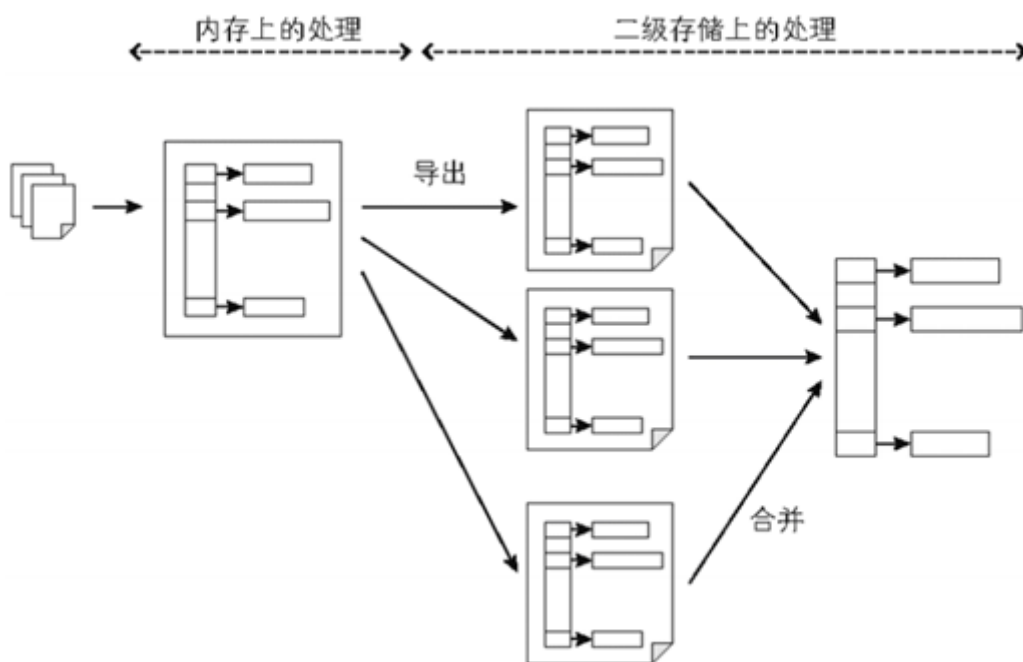 内存上的处理
二级存储上的处理
导出
合并